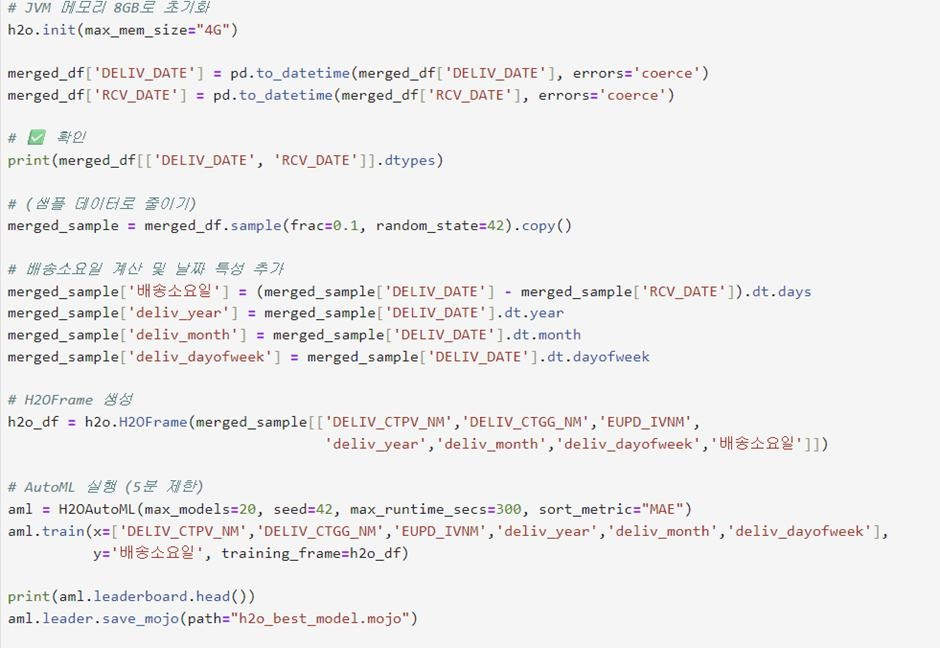 # JVM 메모리 8GB로 초기화
h2o.init(max_mem_size="4G")
merged_df['DELIV_DATE'] = pd.to_datetime(merged_df['DELIV_DATE'], errors='coerce')
merged_df['RCV_DATE'] = pd.to_datetime(merged_df['RCV_DATE'], errors='coerce')
# ✅ 확인
print(merged_df[['DELIV_DATE', 'RCV_DATE']].dtypes)
# (샘플 데이터로 줄이기)
merged_sample = merged_df.sample(frac=0.1, random_state=42).copy()
# 배송소요일 계산 및 날짜 특성 추가
merged_sample['배송소요일'] = (merged_sample['DELIV_DATE'] - merged_sample['RCV_DATE']).dt.days
merged_sample['deliv_year'] = merged_sample['DELIV_DATE'].dt.year
merged_sample['deliv_month'] = merged_sample['DELIV_DATE'].dt.month
merged_sample['deliv_dayofweek'] = merged_sample['DELIV_DATE'].dt.dayofweek
# H2OFrame 생성
h2o_df = h2o.H2OFrame(merged_sample[['DELIV_CTPV_NM','DELIV_CTGG_NM','EUPD_IVNM',
'deliv_year','deliv_month','deliv_dayofweek','배송소요일']])
# AutoML 실행 (5분 제한)
aml = H2OAutoML(max_models=20, seed=42, max_runtime_secs=300, sort_metric="MAE")
aml.train(x=['DELIV_CTPV_NM','DELIV_CTGG_NM','EUPD_IVNM','deliv_year','deliv_month','deliv_dayofweek'],
y='배송소요일', training_frame=h2o_df)
print(aml.leaderboard.head())
aml.leader.save_mojo(path="h2o_best_model.mojo")